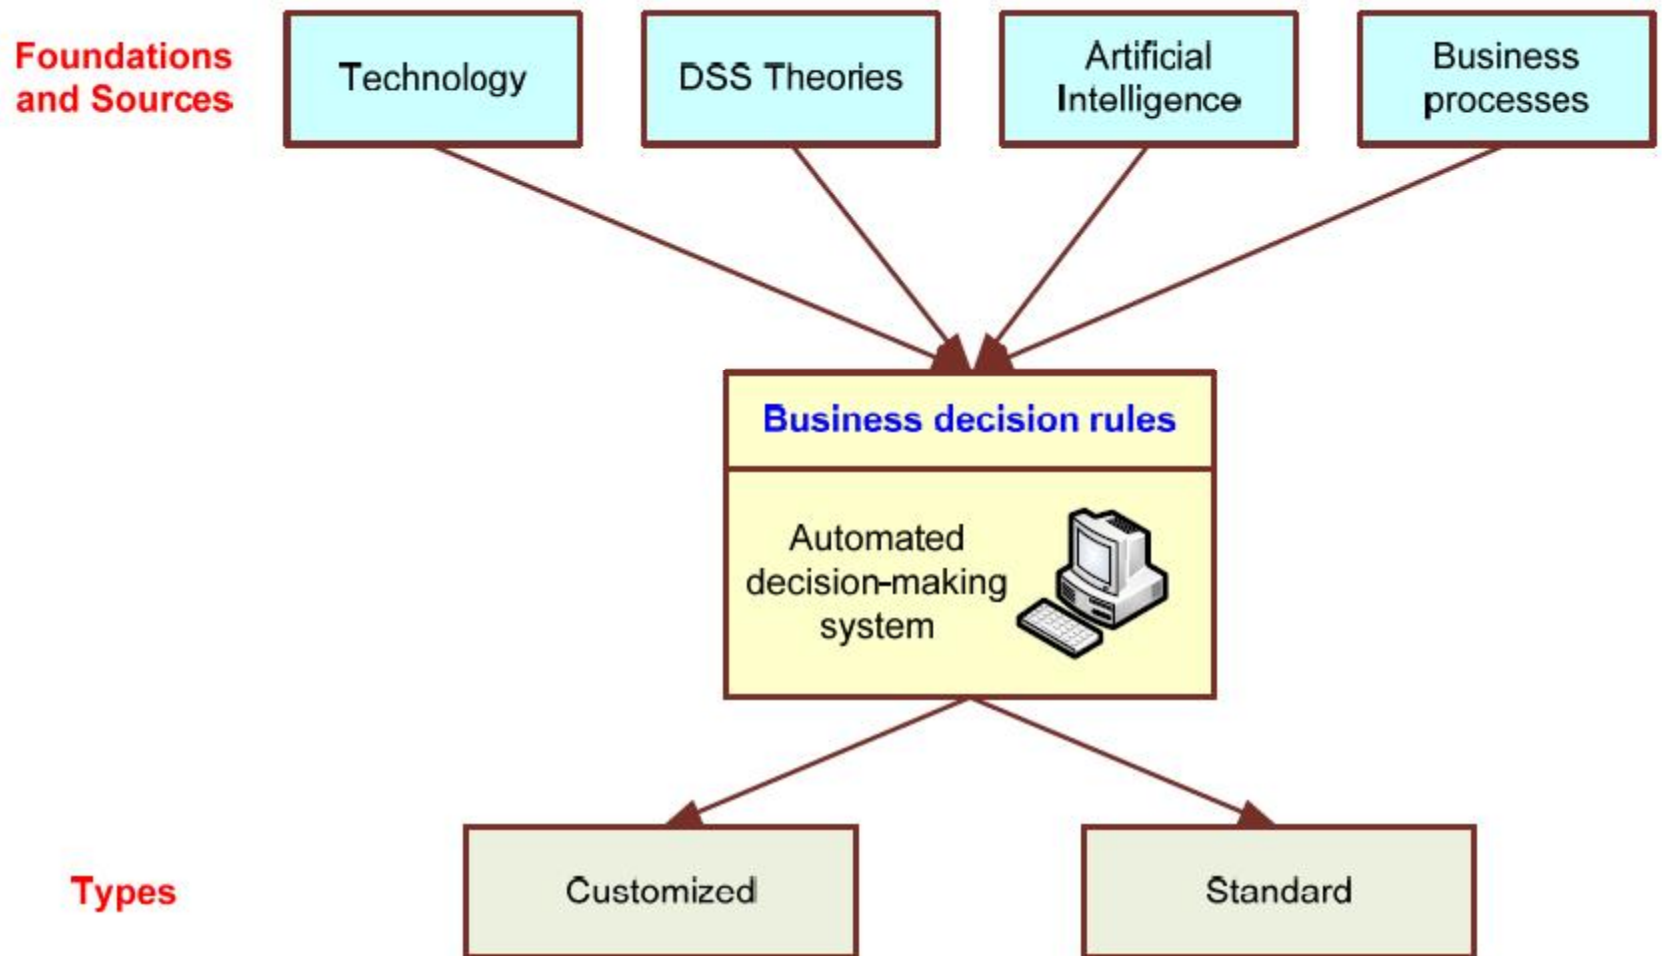 Foundations
and Sources
Technology
DSS Theories
Artificial
Intelligence
Business
processes
Business decision rules
Automated
decision-making
system
Types
Customized
Standard